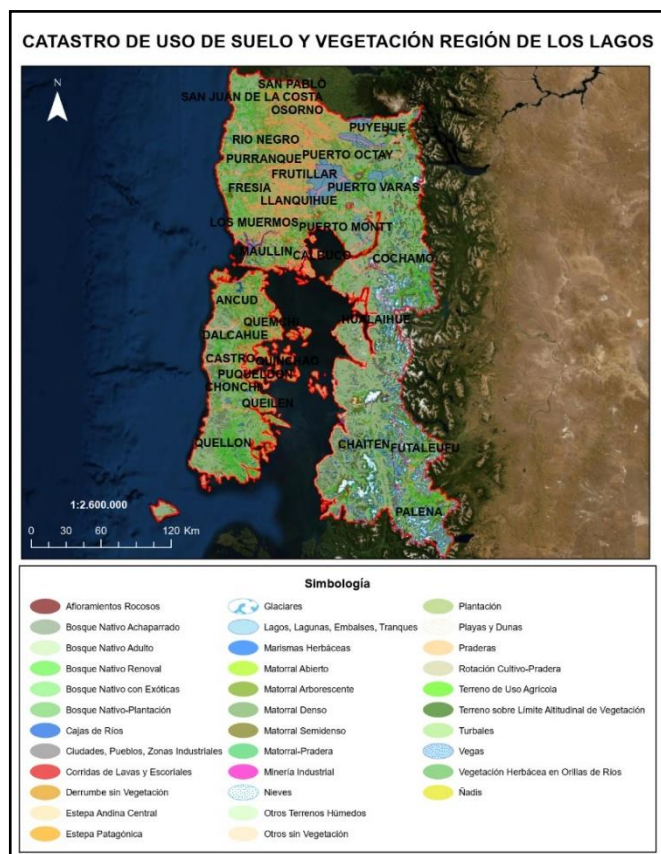 CATASTRO DE USO DE SUELO Y VEGETACIÓN REGIÓN DE LOS LAGOS
N
SAN PABLO
SAN JUAN DE LA COSTA
OSORNO
PUYEHUE
RIO NEGRO
PURRANQUE
PUERTO OCTAY
FRUTILLAR
FRESIA
PUERTO VARAS
LLANQUIHUE
LOS MUERMOS
PUERTO MONTT
MAULLIN
CALBUCO
COCHAMO
ANCUD
QUEMCHI
HUALAIHUE
DALCAHUE
CASTRO
QUINCHAO
PUQUELDON
CHONCHI
QUEILEN
QUELLON
CHAITEN
FUTALEUFU
PALENA
1:2.600.000
0 30 60 120 Km
Simbología
Afloramientos Rocosos
Bosque Nativo Achaparrado
Bosque Nativo Adulto
Bosque Nativo Renoval
Bosque Nativo con Exóticas
Bosque Nativo-Plantación
Cajas de Ríos
Ciudades, Pueblos, Zonas Industriales
Corridas de Lavas y Escoriales
Derrumbe sin Vegetación
Estepa Andina Central
Estepa Patagónica
Glaciares
Lagos, Lagunas, Embalses, Tranques
Marismas Herbáceas
Matorral Abierto
Matorral Arborescente
Matorral Denso
Matorral Semidenso
Matorral-Pradera
Minería Industrial
Nieves
Otros Terrenos Húmedos
Otros sin Vegetación
Plantación
Playas y Dunas
Praderas
Rotación Cultivo-Pradera
Terreno de Uso Agrícola
Terreno sobre Límite Altitudinal de Vegetación
Turbales
Vegas
Vegetación Herbácea en Orillas de Ríos
Ñadis